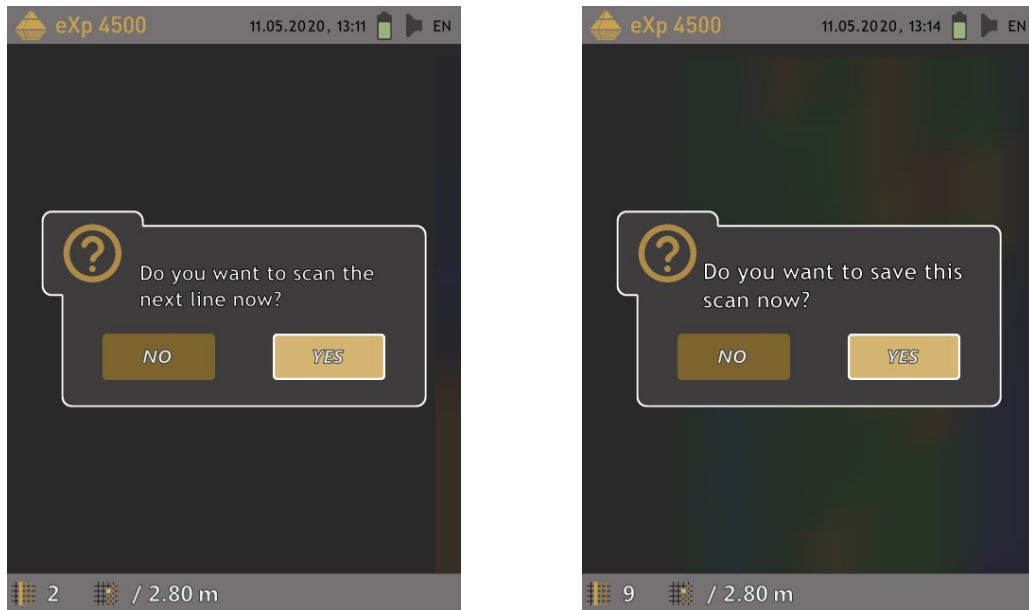 eXp 4500 11.05.2020, 13:11 EN
Do you want to scan the
next line now?
NO YES
2 / 2.80 m
eXp 4500 11.05.2020, 13:14 EN
Do you want to save this
scan now?
NO YES
9 / 2.80 m